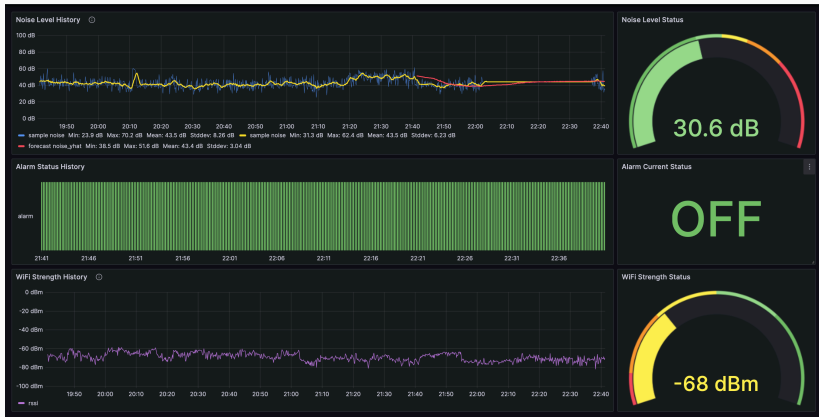 Noise Level History
100 dB
80 dB
60 dB
40 dB
20 dB
0 dB
19:50 20:00 20:10 20:20 20:30 20:40 20:50 21:00 21:10 21:20 21:30 21:40 21:50 22:00 22:10 22:20 22:30 22:40
sample noise Min: 23.9 dB Max: 70.2 dB Mean: 43.5 dB Stddev: 8.26 dB sample noise Min: 31.3 dB Max: 62.4 dB Mean: 43.5 dB Stddev: 6.23 dB
forecast noise_yhat Min: 38.5 dB Max: 51.6 dB Mean: 43.4 dB Stddev: 3.04 dB
Noise Level Status
30.6 dB
Alarm Status History
alarm
21:41 21:46 21:51 21:56 22:01 22:06 22:11 22:16 22:21 22:26 22:31 22:36
Alarm Current Status
OFF
WiFi Strength History
0 dBm
-20 dBm
-40 dBm
-60 dBm
-80 dBm
-100 dBm
19:50 20:00 20:10 20:20 20:30 20:40 20:50 21:00 21:10 21:20 21:30 21:40 21:50 22:00 22:10 22:20 22:30 22:40
rssi
WiFi Strength Status
-68 dBm